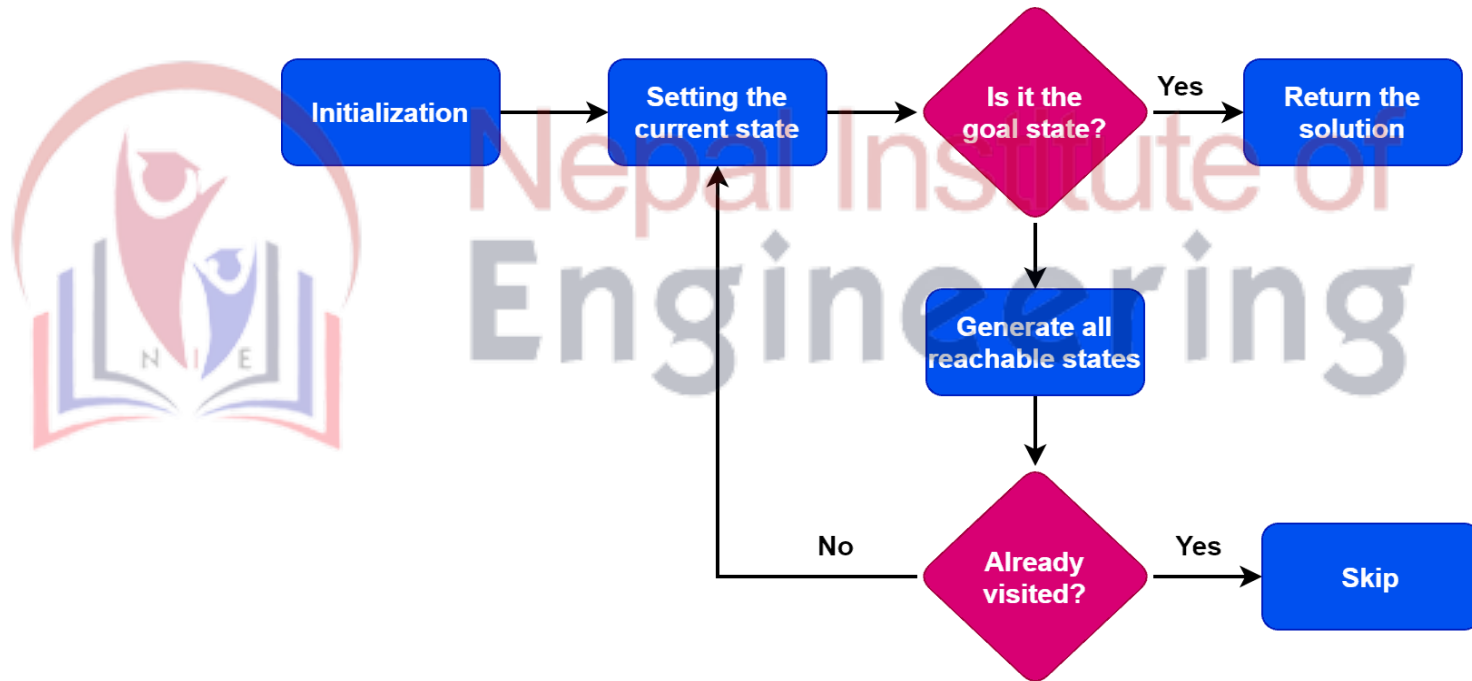 Initialization
Setting the
current state
Is it the
goal state?
Yes
Return the
solution
Nepal Institute of
Engineering
N I E
Generate all
reachable states
No
Already
visited?
Yes
Skip